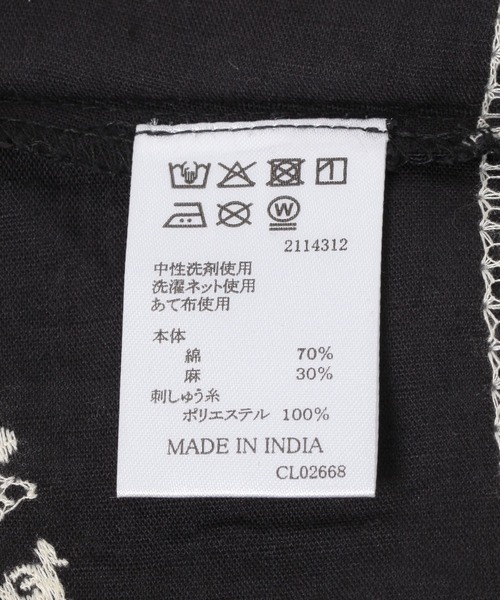 W
2114312
中性洗剤使用
洗濯ネット使用
あて布使用
本体
綿 70%
麻 30%
刺しゅう糸
ポリエステル 100%
MADE IN INDIA
CL02668